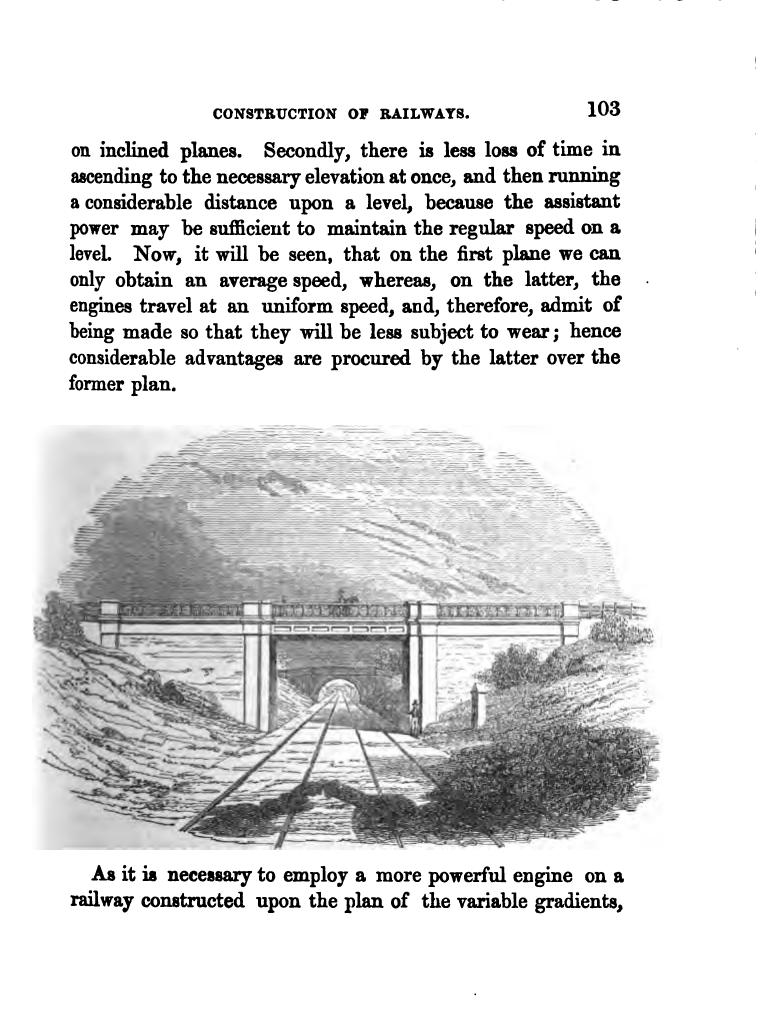 CONSTRUCTION OF RAILWAYS. 103
on inclined planes. Secondly, there is less loss of time in
ascending to the necessary elevation at once, and then running
a considerable distance upon a level, because the assistant
power may be sufficient to maintain the regular speed on a
level. Now, it will be seen, that on the first plane we can
only obtain an average speed, whereas, on the latter, the
engines travel at an uniform speed, and, therefore, admit of
being made so that they will be less subject to wear; hence
considerable advantages are procured by the latter over the
former plan.
As it is necessary to employ a more powerful engine on a
railway constructed upon the plan of the variable gradients,